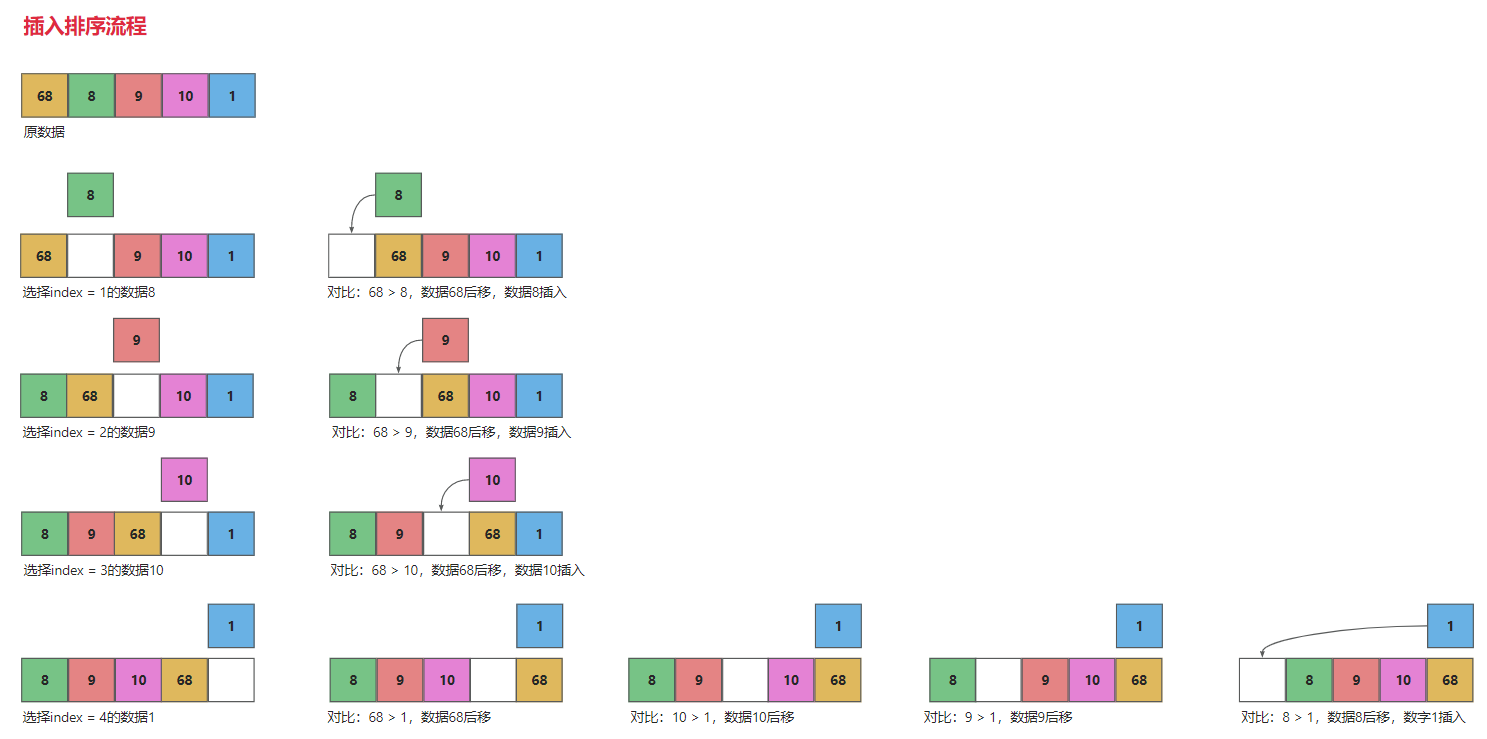 插入排序流程
68 8 9 10 1
原数据
8 8
68 9 10 1 68 9 10 1
选择index = 1的数据8 对比：68 > 8，数据68后移，数据8插入
9 9
8 68 10 1 8 68 10 1
选择index = 2的数据9 对比：68 > 9，数据68后移，数据9插入
10 10
8 9 68 1 8 9 68 1
选择index = 3的数据10 对比：68 > 10，数据68后移，数据10插入
1 1 1 1 1
8 9 10 68 8 9 10 68 8 9 10 68 8 9 10 68 8 9 10 68
选择index = 4的数据1 对比：68 > 1，数据68后移 对比：10 > 1，数据10后移 对比：9 > 1，数据9后移 对比：8 > 1，数据8后移，数字1插入